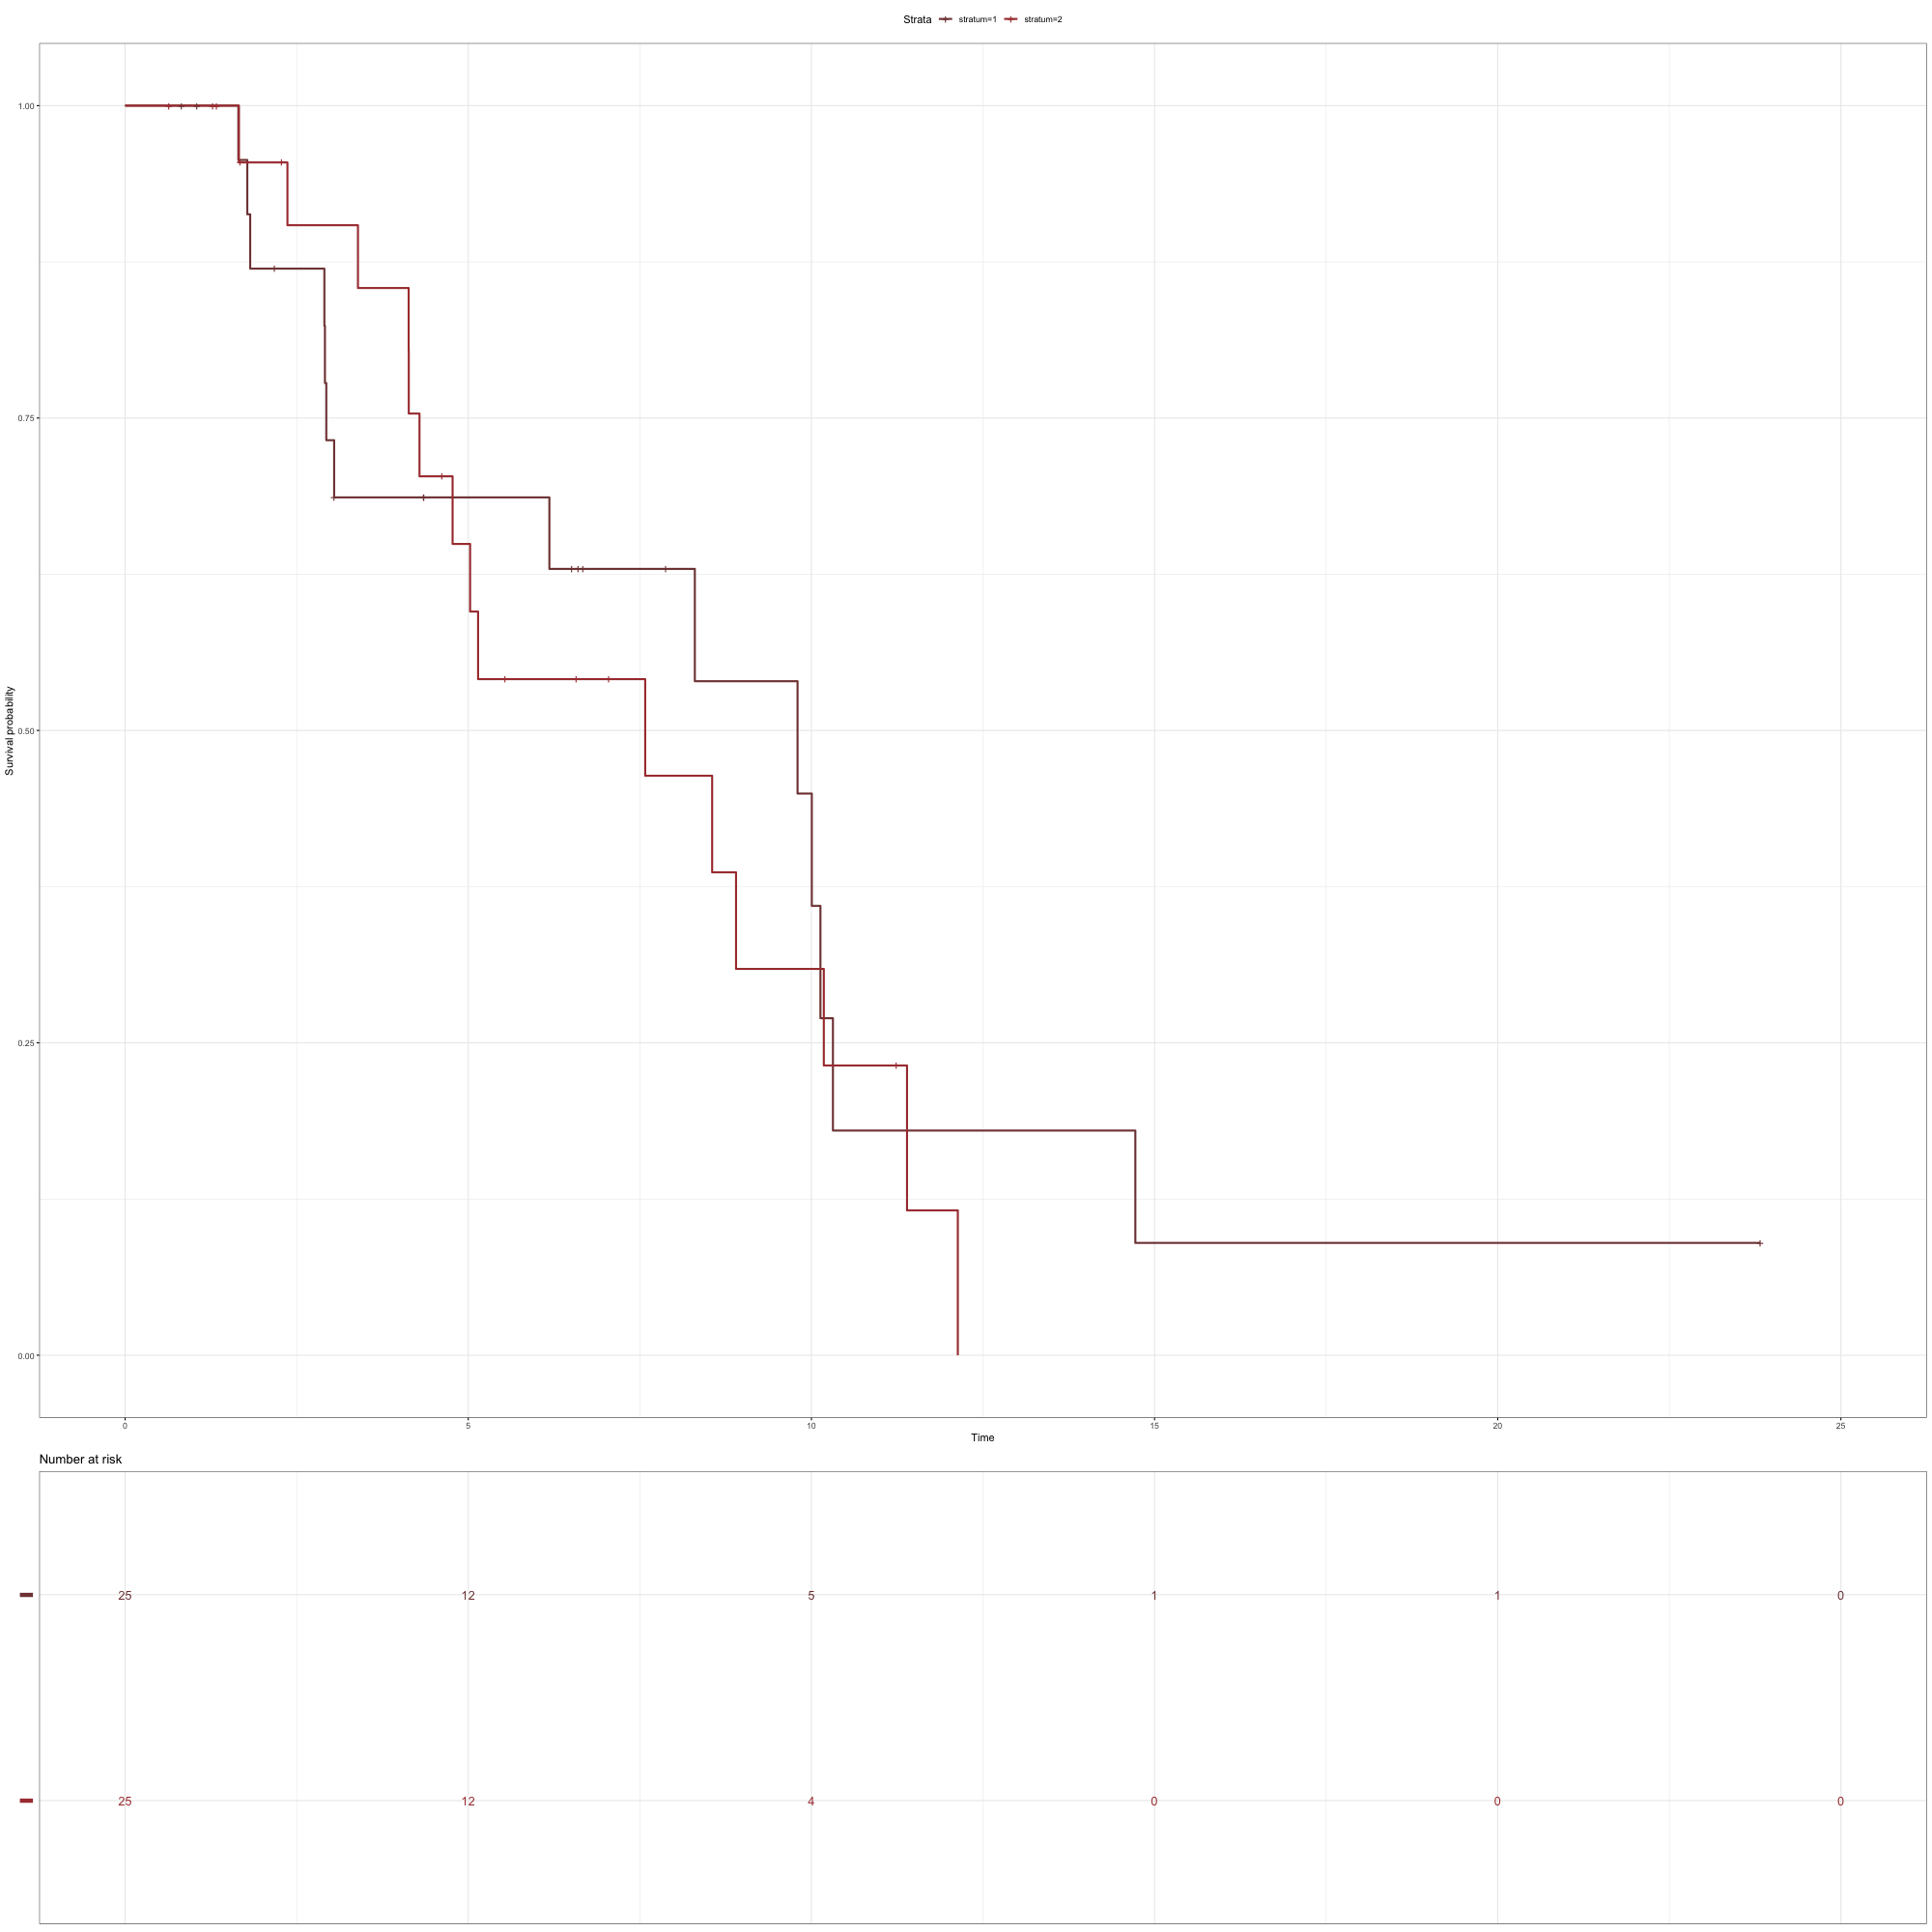 Strata stratum=1 stratum=2
1.00
0.75
0.50
0.25
0.00
Survival probability
0 5 10 15 20 25
Time
Number at risk
25 12 5 1 1 0
25 12 4 0 0 0